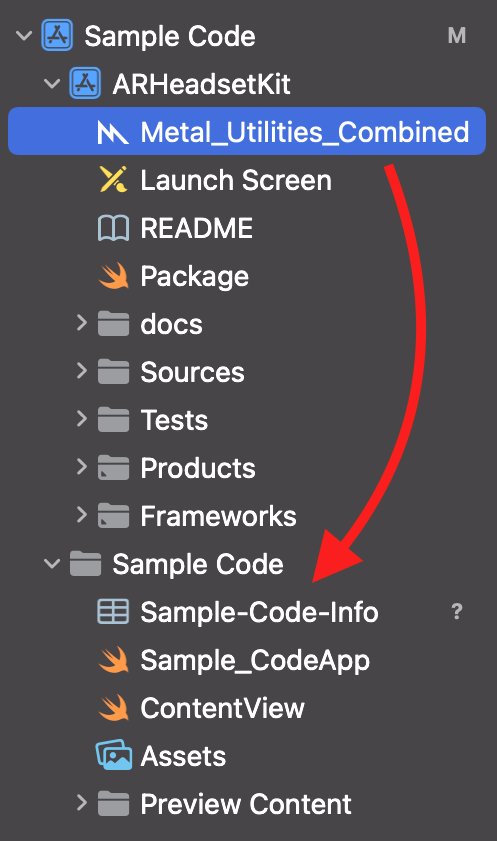 Sample Code M
ARHeadsetKit
Metal_Utilities_Combined
Launch Screen
README
Package
docs
Sources
Tests
Products
Frameworks
Sample Code
Sample-Code-Info ?
Sample_CodeApp
ContentView
Assets
Preview Content